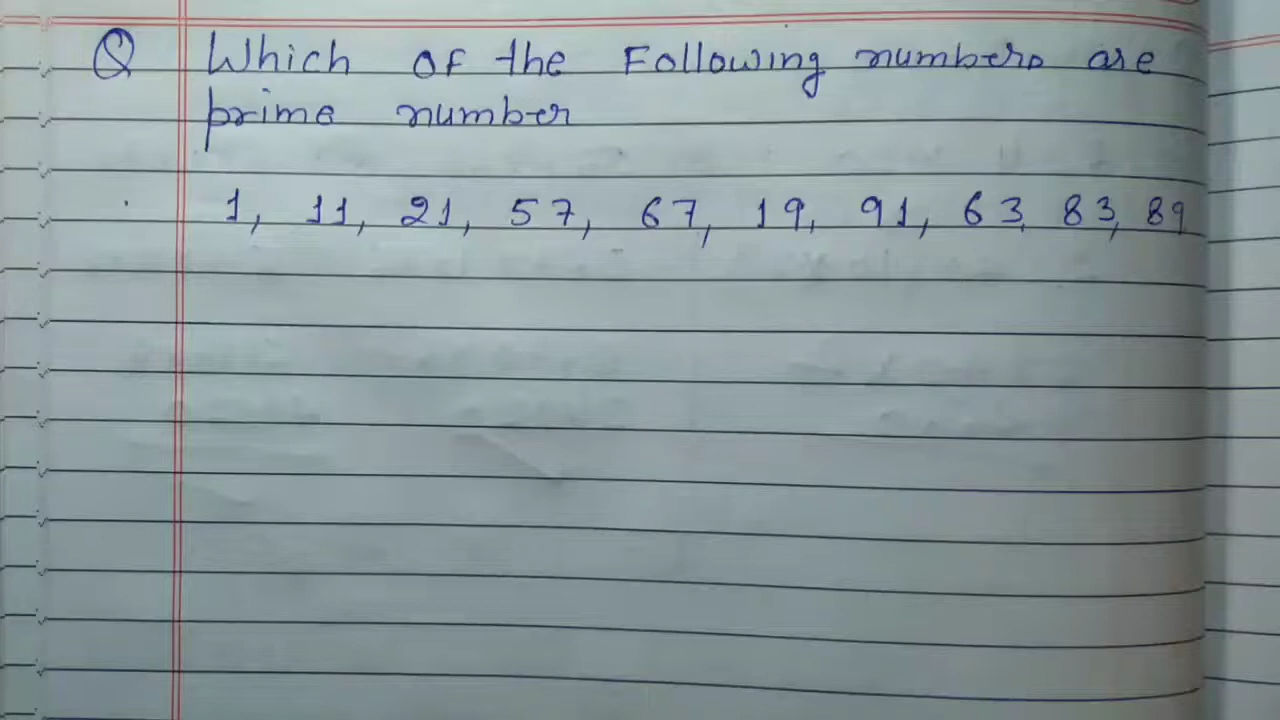 Q Which of the Following numbers are
prime number
1, 11, 21, 57, 67, 19, 91, 63, 83, 89